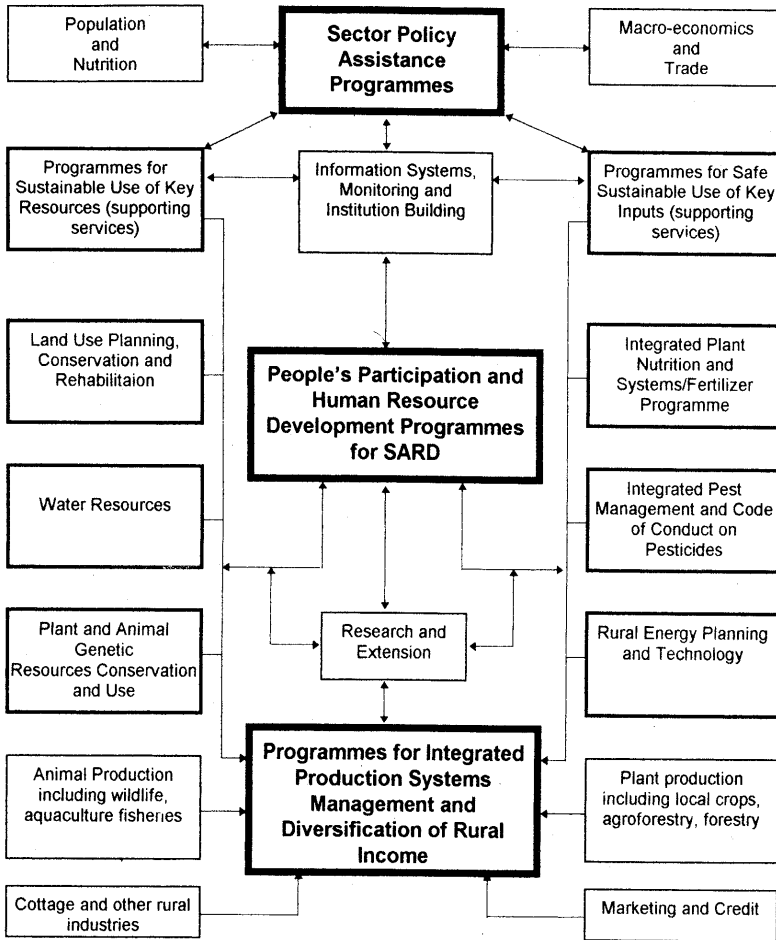 Population
and
Nutrition
Sector Policy
Assistance
Programmes
Macro-economics
and
Trade
Programmes for
Sustainable Use of Key
Resources (supporting
services)
Information Systems,
Monitoring and
Institution Building
Programmes for Safe
Sustainable Use of Key
Inputs (supporting
services)
Land Use Planning,
Conservation and
Rehabilitaion
People's Participation and
Human Resource
Development Programmes
for SARD
Integrated Plant
Nutrition and
Systems/Fertilizer
Programme
Water Resources
Integrated Pest
Management and Code
of Conduct on
Pesticides
Plant and Animal
Genetic
Resources Conservation
and Use
Research and
Extension
Rural Energy Planning
and Technology
Animal Production
including wildlife,
aquaculture fisheries
Programmes for Integrated
Production Systems
Management and
Diversification of Rural
Income
Plant production
including local crops,
agroforestry, forestry
Cottage and other rural
industries
Marketing and Credit